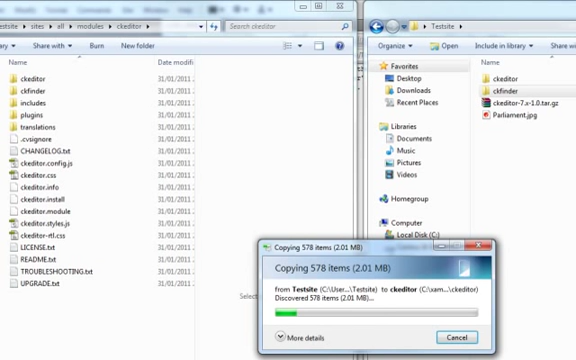 estsite ▸ sites ▸ all ▸ modules ▸ ckeditor ▸
Search ckeditor
Testsite ▸
ry ▾ Share with ▾ Burn New folder
Organize ▾ Open Include in library ▾ Share with ▾
Name
Date modifi
ckeditor 31/01/2011
ckfinder 31/01/2011
includes 31/01/2011
plugins 31/01/2011
translations 31/01/2011
.cvsignore 31/01/2011
CHANGELOG.txt 31/01/2011
ckeditor.config.js 31/01/2011
ckeditor.css 31/01/2011
ckeditor.info 31/01/2011
ckeditor.install 31/01/2011
ckeditor.module 31/01/2011
ckeditor.styles.js 31/01/2011
ckeditor-rtl.css 31/01/2011
LICENSE.txt 31/01/2011
README.txt 31/01/2011
TROUBLESHOOTING.txt 31/01/2011
UPGRADE.txt 31/01/2011
Favorites
Desktop
Downloads
Recent Places
Libraries
Documents
Music
Pictures
Videos
Homegroup
Computer
Local Disk (C:)
Name
ckeditor
ckfinder
ckeditor-7.x-1.0.tar.gz
Parliament.jpg
Selec
Copying 578 items (2.01 MB)
Copying 578 items (2.01 MB)
from Testsite (C:\User...\Testsite) to ckeditor (C:\xam...\ckeditor)
Discovered 578 items (2.01 MB)...
More details
Cancel